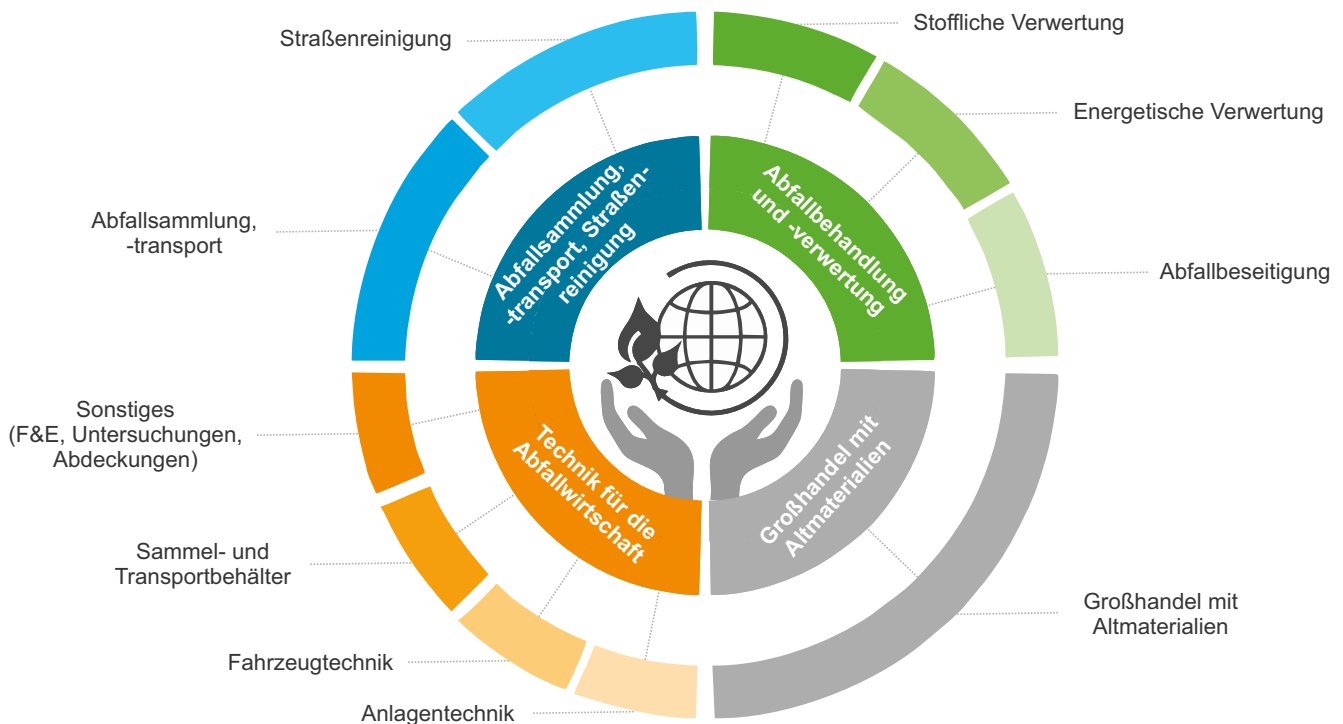 Straßenreinigung
Stoffliche Verwertung
Energetische Verwertung
Abfallbeseitigung
Abfallsammlung,
-transport
Abfallsammlung,
-transport, Straßen-
reinigung
Abfallbehandlung
und -verwertung
Sonstiges
(F&E, Untersuchungen,
Abdeckungen)
Technik für die
Abfallwirtschaft
Großhandel mit
Altmaterialien
Sammel- und
Transportbehälter
Großhandel mit
Altmaterialien
Fahrzeugtechnik
Anlagentechnik